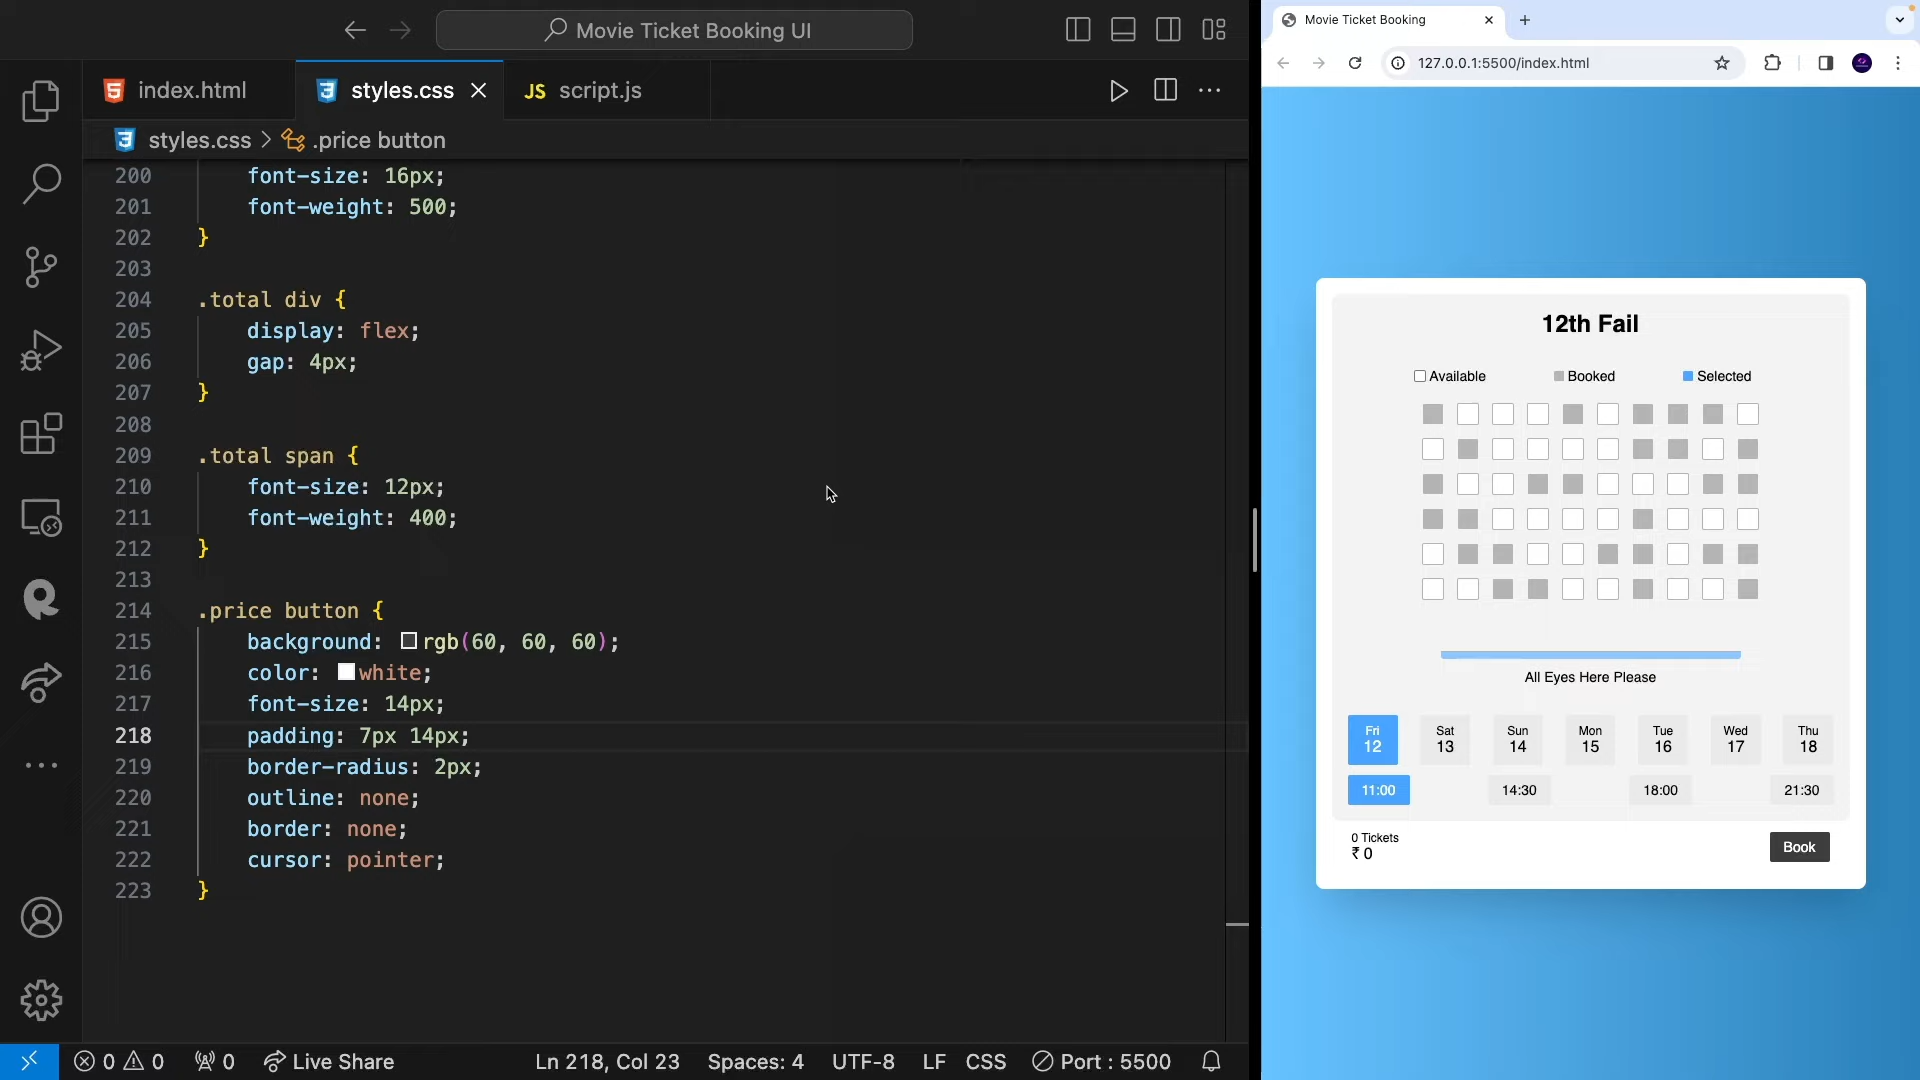 Movie Ticket Booking UI
index.html
styles.css
JS script.js
styles.css > .price button
200 font-size: 16px;
201 font-weight: 500;
202 }
203
204 .total div {
205 display: flex;
206 gap: 4px;
207 }
208
209 .total span {
210 font-size: 12px;
211 font-weight: 400;
212 }
213
214 .price button {
215 background: rgb(60, 60, 60);
216 color: white;
217 font-size: 14px;
218 padding: 7px 14px;
219 border-radius: 2px;
220 outline: none;
221 border: none;
222 cursor: pointer;
223 }
0 0 0 Live Share Ln 218, Col 23 Spaces: 4 UTF-8 LF CSS Port : 5500
Movie Ticket Booking
127.0.0.1:5500/index.html
12th Fail
Available Booked Selected
All Eyes Here Please
Fri Sat Sun Mon Tue Wed Thu
12 13 14 15 16 17 18
11:00 14:30 18:00 21:30
0 Tickets
₹ 0
Book